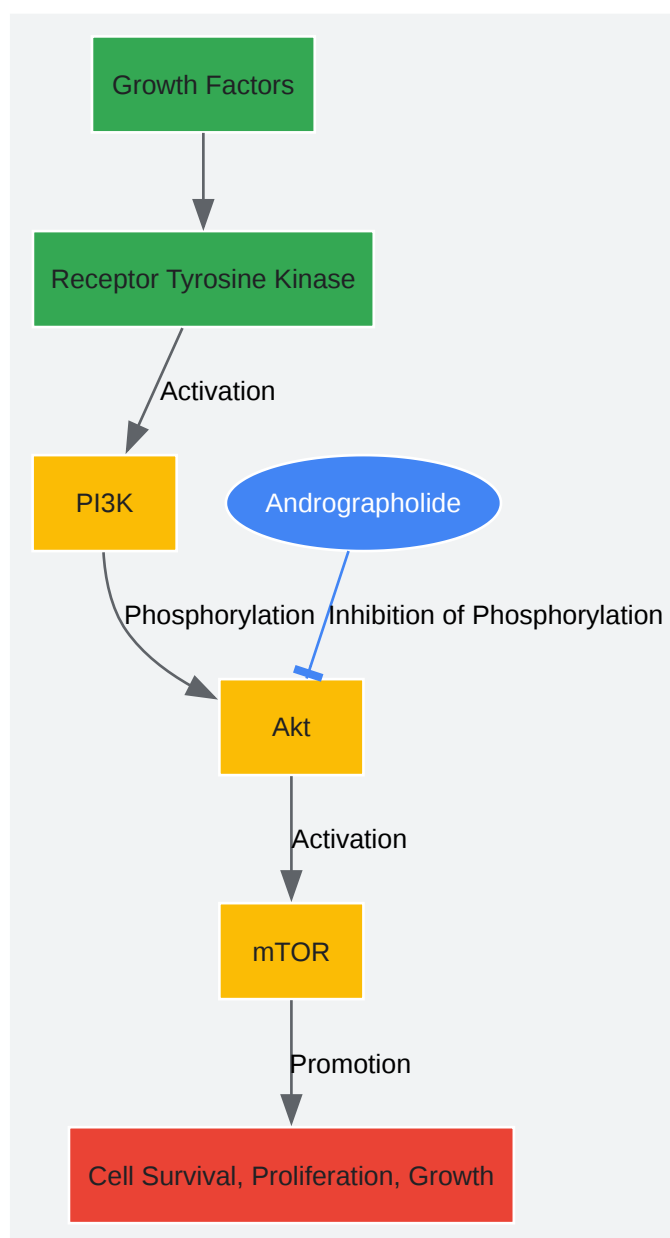 Growth Factors
Receptor Tyrosine Kinase
Activation
PI3K
Andrographolide
Phosphorylation
Inhibition of Phosphorylation
Akt
Activation
mTOR
Promotion
Cell Survival, Proliferation, Growth